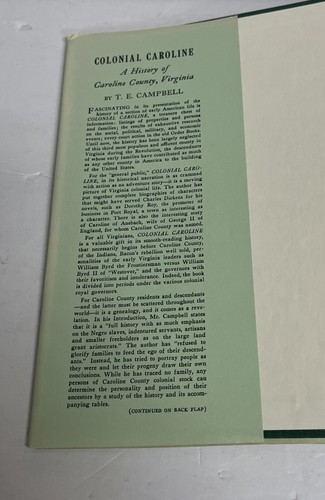 COLONIAL CAROLINE
A History of
Caroline County, Virginia
BY T. E. CAMPBELL
FASCINATING in its presentation of the
history of a section of early American life is
COLONIAL CAROLINE, a treasure chest of
information: listings of properties and persons
and families; the results of exhaustive research
on the social, political, military, and economic
times; every court action in the old Order Books.
Until now, the history has been largely neglected
of this third most populous and affluent county in
Virginia during the Revolution, the descendants
of whose early families have contributed as much
as any other county in America to the building
of the United States.
For the "general public," COLONIAL CARO-
LINE, in its historical narration is as crammed
with action as an adventure story—it is a moving
picture of Virginia colonial life. The author has
put together complete biographies of characters
that might have served Charles Dickens for his
novels, such as Dorothy Roy, the promoter of
business in Port Royal, a town as interesting as
a character. There is also the interesting story
of Caroline of Ansbach, wife of George II of
England, for whom Caroline County was named.
For all Virginians, COLONIAL CAROLINE
is a valuable gift in its month-reading history,
that necessarily begins before Caroline County,
of the Indians, Bacon's rebellion well told, per-
sonalities of the early Virginia leaders such as
William Byrd the Frontiersman versus William
Byrd II of "Westover," and the governors with
their favoritism and intolerance. Indeed, the book
is divided into periods under the various colonial
royal governors.
For Caroline County residents and descendants
—and the latter must be scattered throughout the
world—it is a genealogy, and it comes as a revela-
tion. In his Introduction, Mr. Campbell states
that it is a "full history with as much emphasis
on the Negro slaves, indentured servants, artisans
and smaller freeholders as on the large land
grant aristocrats." The author has "refused to
glorify families to feed the ego of their descend-
ants." Instead, he has tried to portray people as
they were and let their progeny draw their own
conclusions. While he has traced no family, any
persons of Caroline County colonial stock can
determine the personality and position of their
ancestors by a study of the history and its accom-
panying tables.
(CONTINUED ON BACK FLAP)